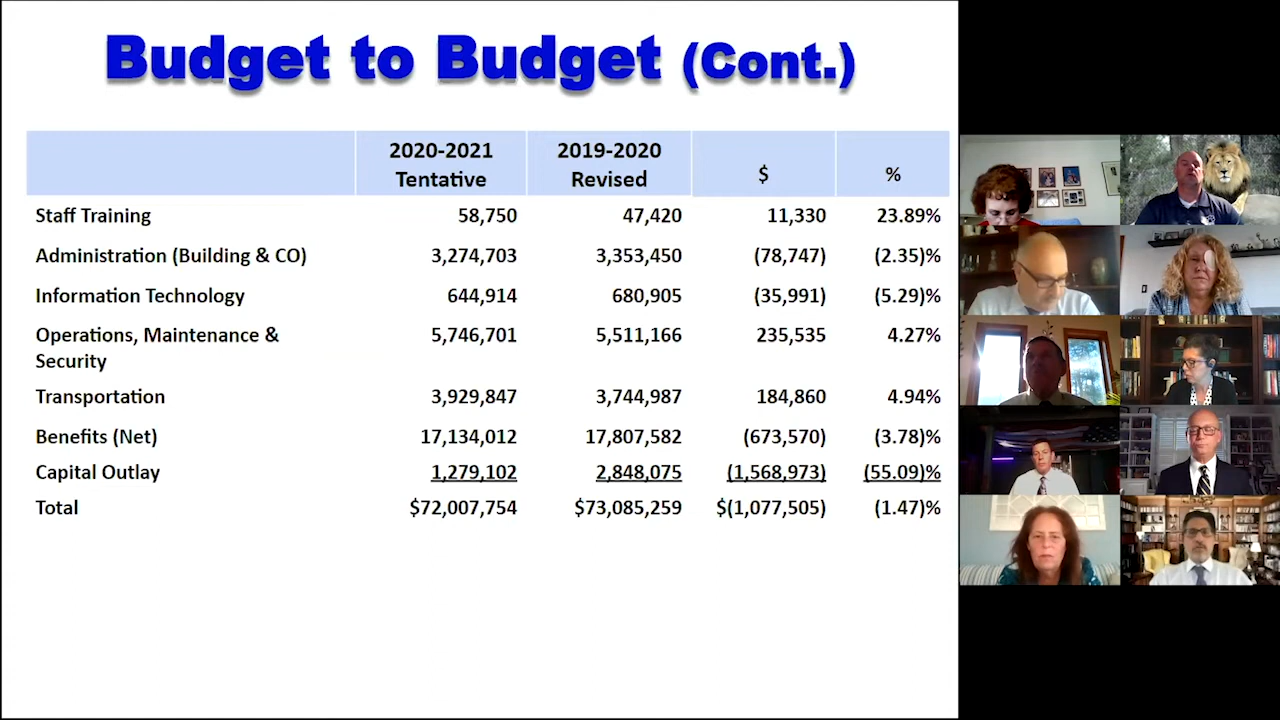 Budget to Budget (Cont.)
2020-2021 Tentative 2019-2020 Revised $ %
Staff Training 58,750 47,420 11,330 23.89%
Administration (Building & CO) 3,274,703 3,353,450 (78,747) (2.35)%
Information Technology 644,914 680,905 (35,991) (5.29)%
Operations, Maintenance & 5,746,701 5,511,166 235,535 4.27%
Security
Transportation 3,929,847 3,744,987 184,860 4.94%
Benefits (Net) 17,134,012 17,807,582 (673,570) (3.78)%
Capital Outlay 1,279,102 2,848,075 (1,568,973) (55.09)%
Total $72,007,754 $73,085,259 $(1,077,505) (1.47)%